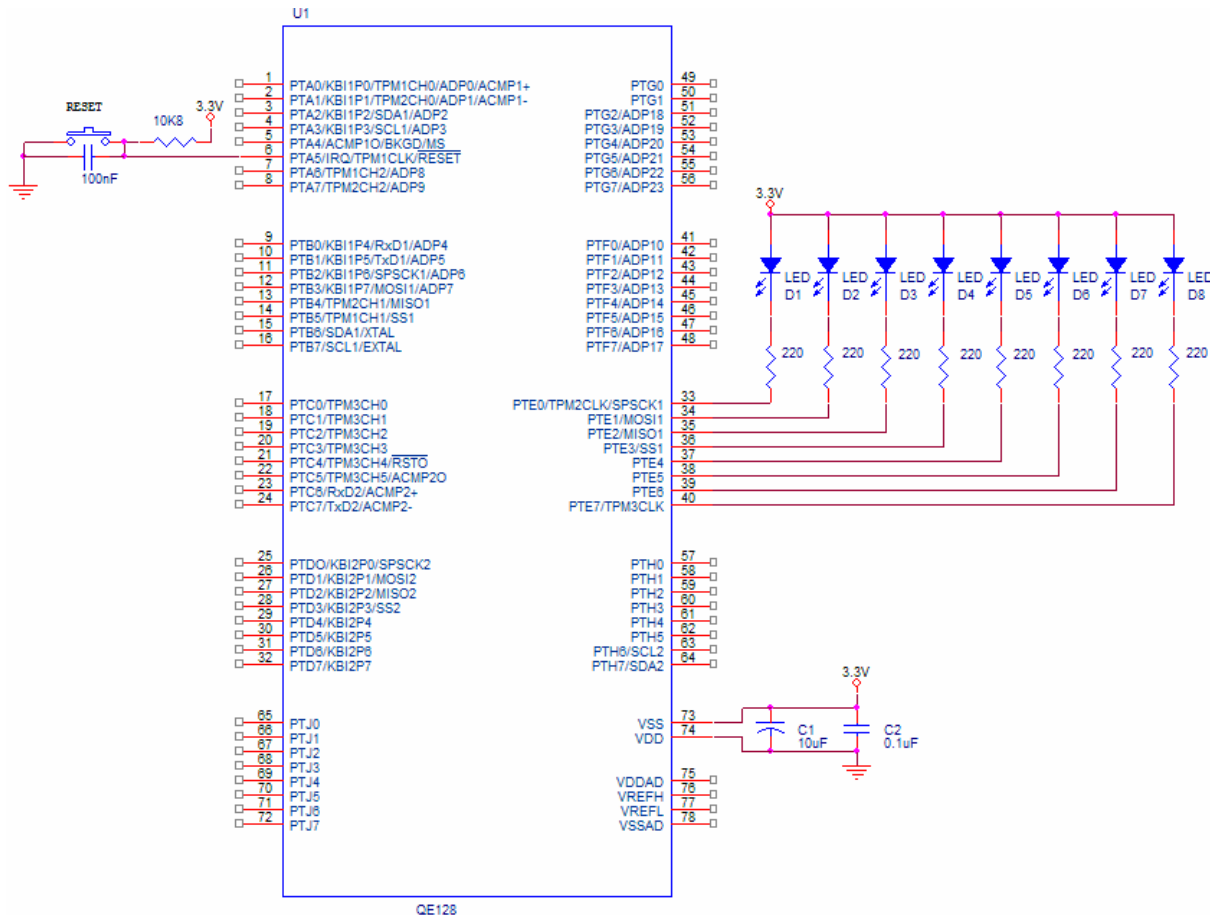 U1
1 PTA0/KBI1P0/TPM1CH0/ADP0/ACMP1+
2 PTA1/KBI1P1/TPM2CH0/ADP1/ACMP1-
3 PTA2/KBI1P2/SDA1/ADP2
4 PTA3/KBI1P3/SCL1/ADP3
5 PTA4/ACMP1O/BKGD/MS
6 PTA5/IRQ/TPM1CLK/RESET
7 PTA6/TPM1CH2/ADP8
8 PTA7/TPM2CH2/ADP9
RESET
10K8
3.3V
100nF
9 PTB0/KBI1P4/RxD1/ADP4
10 PTB1/KBI1P5/TxD1/ADP5
11 PTB2/KBI1P6/SPSCK1/ADP6
12 PTB3/KBI1P7/MOSI1/ADP7
13 PTB4/TPM2CH1/MISO1
14 PTB5/TPM1CH1/SS1
15 PTB6/SDA1/XTAL
16 PTB7/SCL1/EXTAL
17 PTC0/TPM3CH0
18 PTC1/TPM3CH1
19 PTC2/TPM3CH2
20 PTC3/TPM3CH3
21 PTC4/TPM3CH4/RSTO
22 PTC5/TPM3CH5/ACMP2O
23 PTC6/RxD2/ACMP2+
24 PTC7/TxD2/ACMP2-
25 PTDO/KBI2P0/SPSCK2
26 PTD1/KBI2P1/MOSI2
27 PTD2/KBI2P2/MISO2
28 PTD3/KBI2P3/SS2
29 PTD4/KBI2P4
30 PTD5/KBI2P5
31 PTD6/KBI2P6
32 PTD7/KBI2P7
65 PTJ0
66 PTJ1
67 PTJ2
68 PTJ3
69 PTJ4
70 PTJ5
71 PTJ6
72 PTJ7
PTG0 49
PTG1 50
PTG2/ADP18 51
PTG3/ADP19 52
PTG4/ADP20 53
PTG5/ADP21 54
PTG6/ADP22 55
PTG7/ADP23 56
PTF0/ADP10 41
PTF1/ADP11 42
PTF2/ADP12 43
PTF3/ADP13 44
PTF4/ADP14 45
PTF5/ADP15 46
PTF6/ADP16 47
PTF7/ADP17 48
3.3V
LED LED LED LED LED LED LED LED
D1 D2 D3 D4 D5 D6 D7 D8
220 220 220 220 220 220 220 220
PTE0/TPM2CLK/SPSCK1 33
PTE1/MOSI1 34
PTE2/MISO1 35
PTE3/SS1 36
PTE4 37
PTE5 38
PTE6 39
PTE7/TPM3CLK 40
PTH0 57
PTH1 58
PTH2 59
PTH3 60
PTH4 61
PTH5 62
PTH6/SCL2 63
PTH7/SDA2 64
3.3V
VSS 73
VDD 74
C1
10uF
C2
0.1uF
VDDAD 75
VREFH 76
VREFL 77
VSSAD 78
QE128